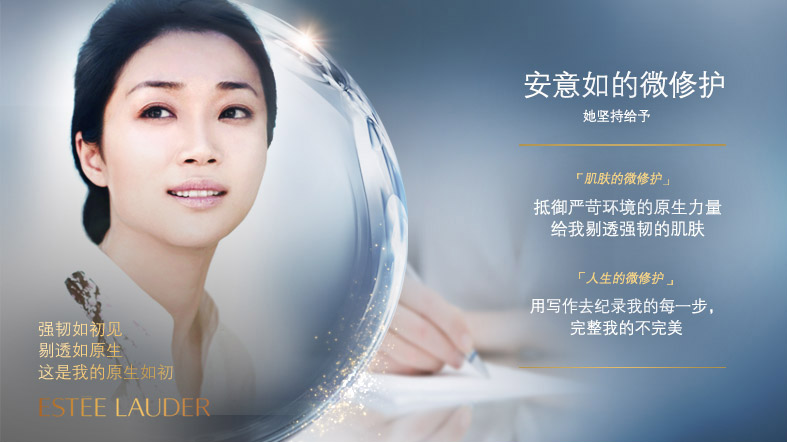 安意如的微修护
她坚持给予
「肌肤的微修护」
抵御严苛环境的原生力量
给我剔透强韧的肌肤
「人生的微修护」
用写作去纪录我的每一步，
完整我的不完美
强韧如初见
剔透如原生
这是我的原生如初
ESTEE LAUDER